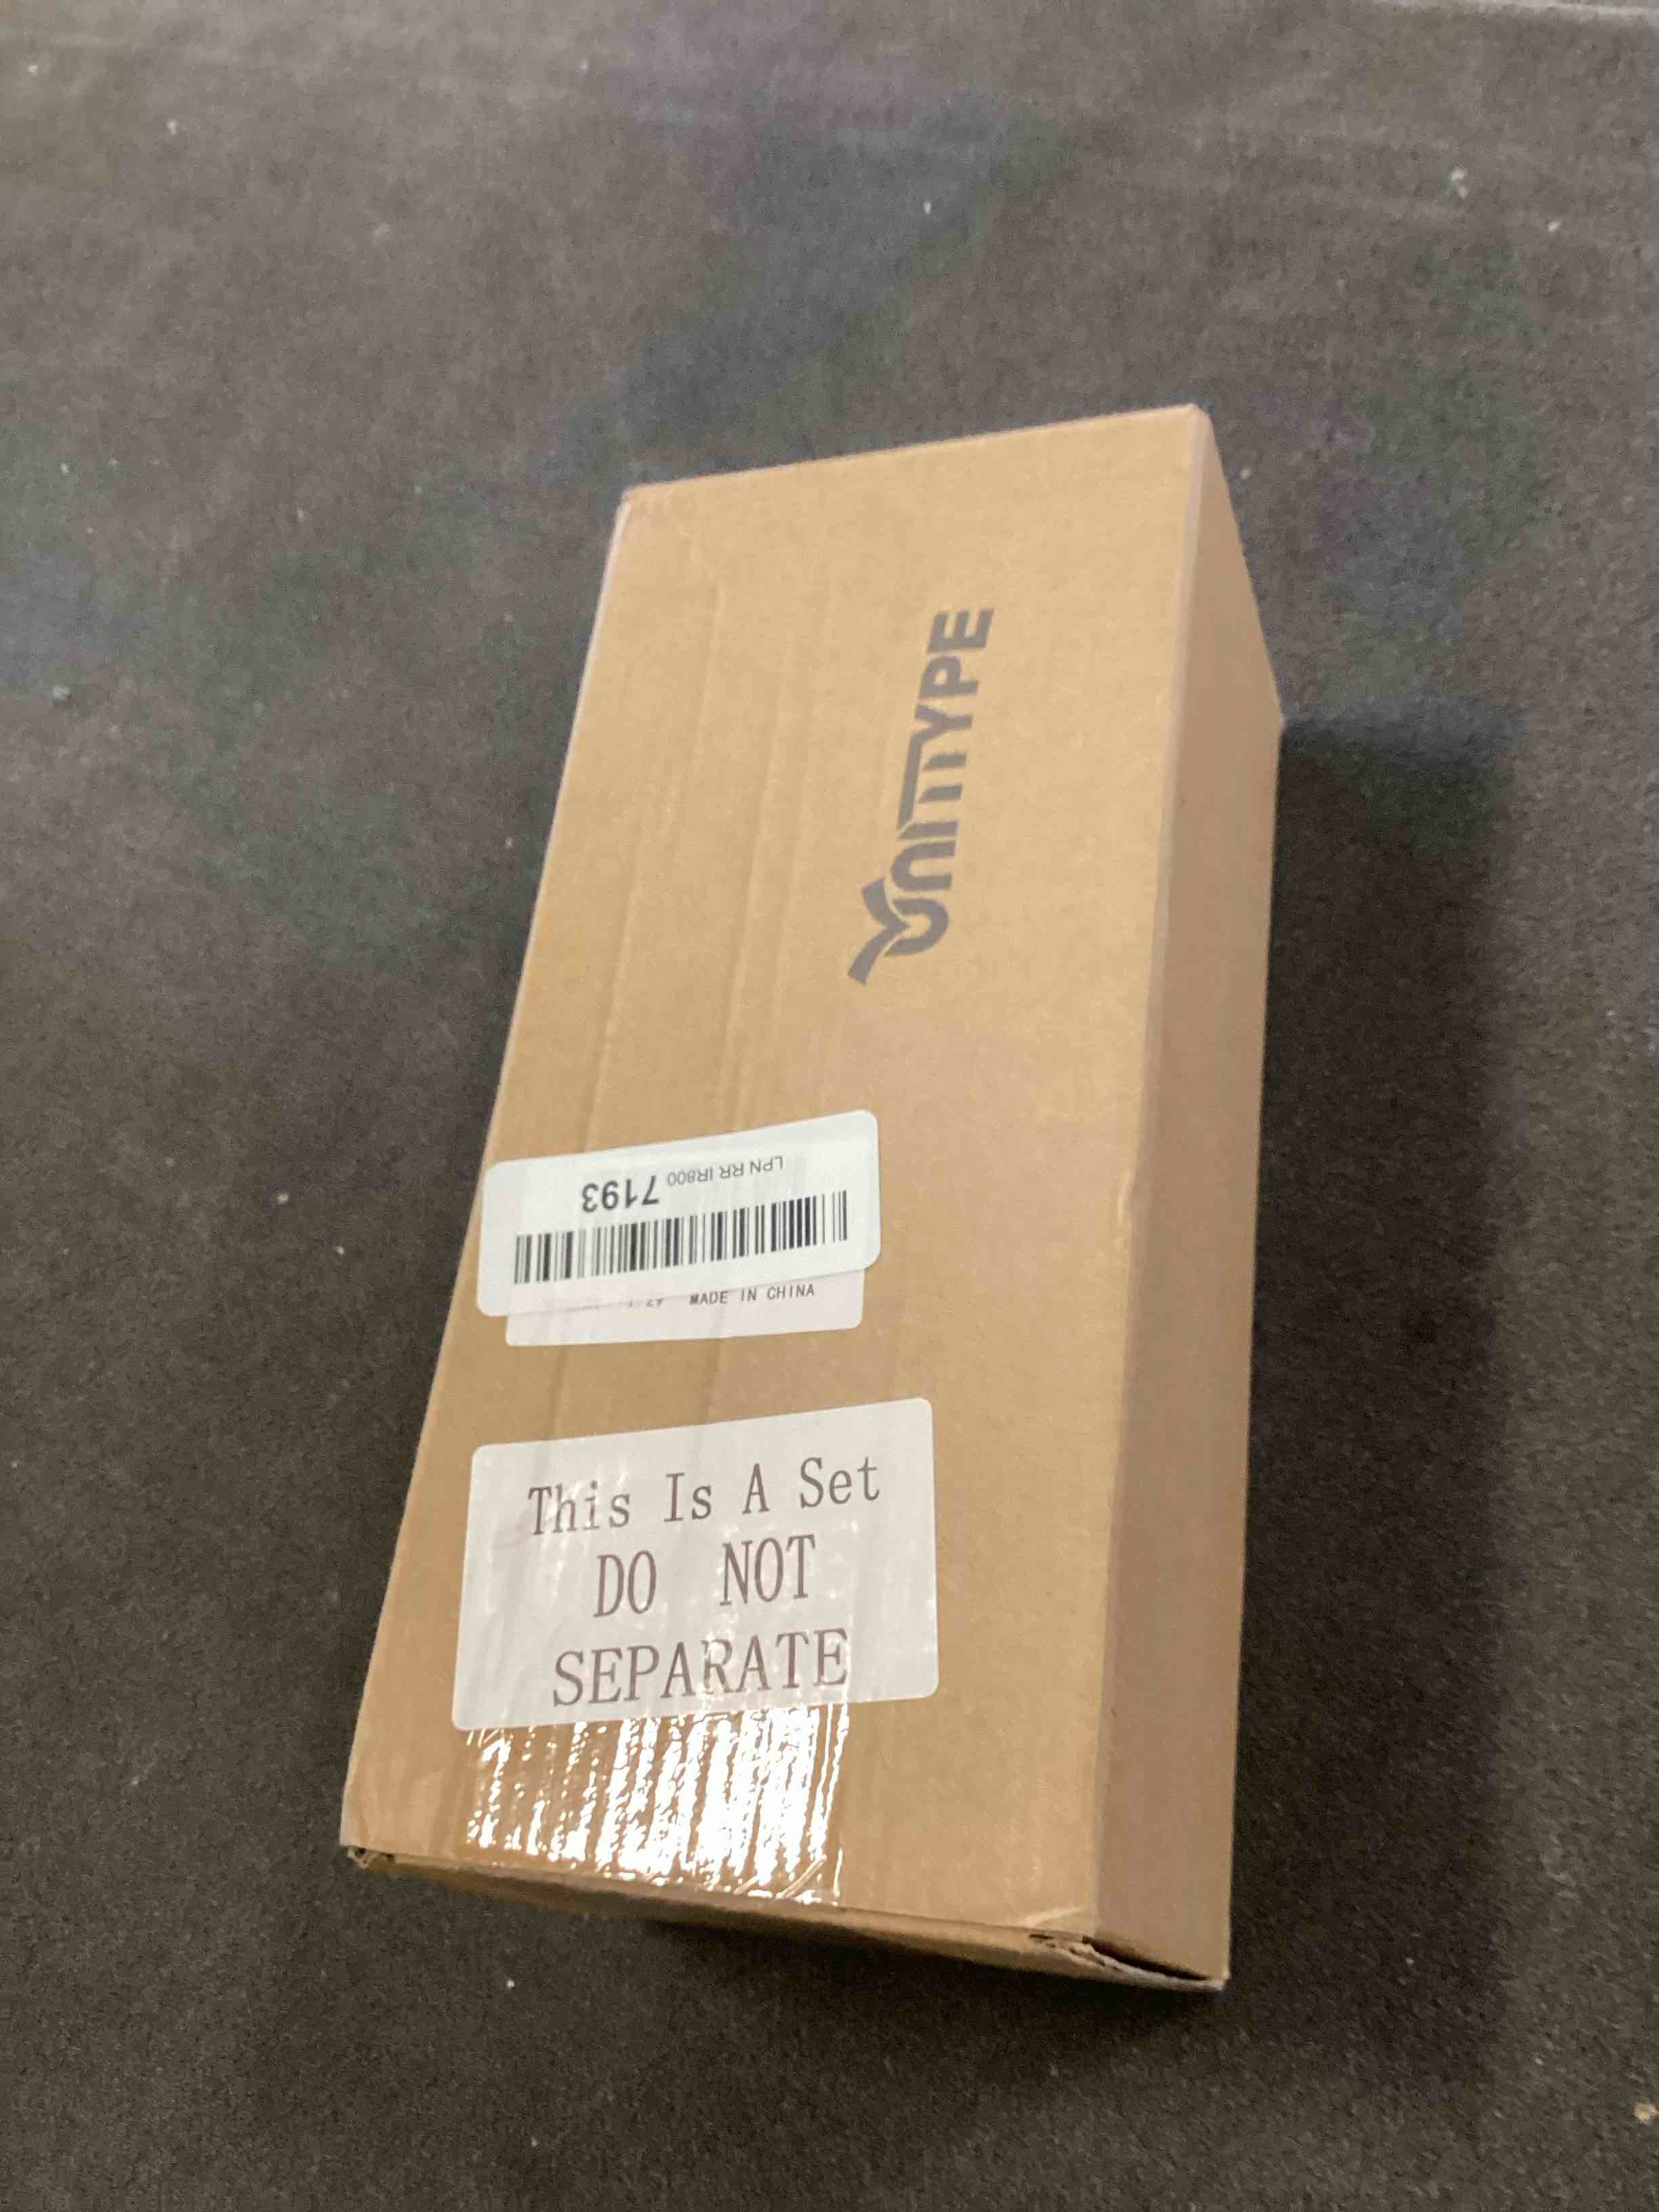 UNITTYPE
LPN RR IR800 7193
MADE IN CHINA
This Is A Set
DO NOT
SEPARATE